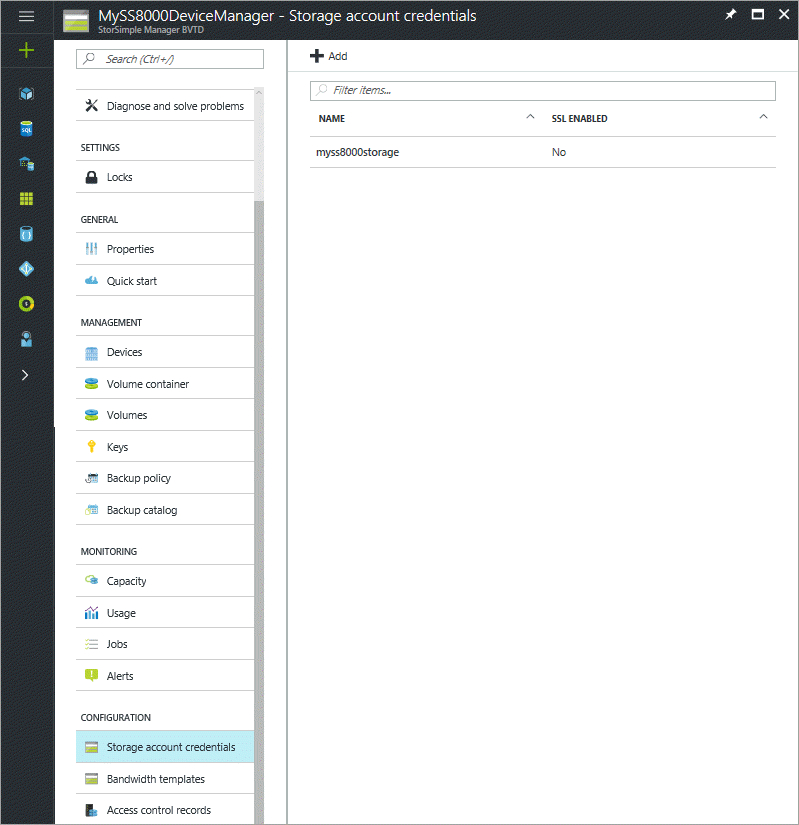 MySS8000DeviceManager - Storage account credentials
StorSimple Manager BVTD
Search (Ctrl+/)
Diagnose and solve problems
SETTINGS
Locks
GENERAL
Properties
Quick start
MANAGEMENT
Devices
Volume container
Volumes
Keys
Backup policy
Backup catalog
MONITORING
Capacity
Usage
Jobs
Alerts
CONFIGURATION
Storage account credentials
Bandwidth templates
Access control records
Add
Filter items...
NAME SSL ENABLED
myss8000storage No
SQL